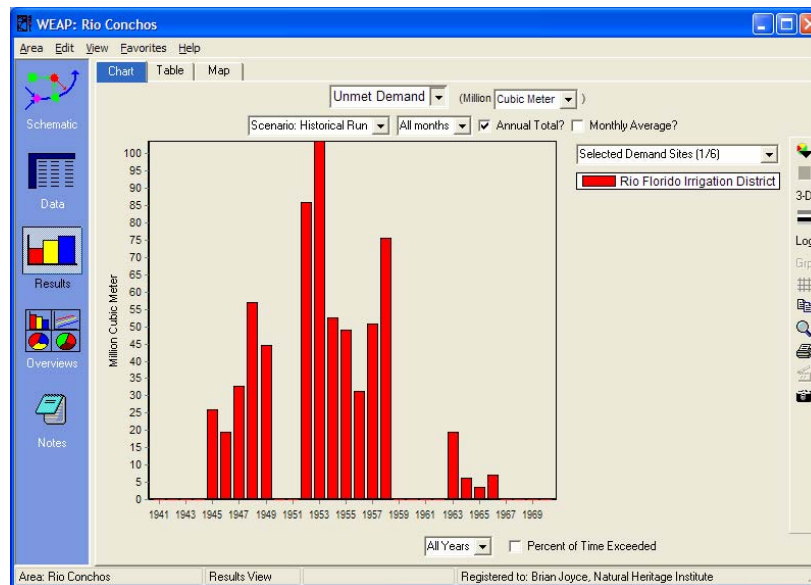 WEAP: Rio Conchos
Area Edit View Favorites Help
Chart Table Map
Unmet Demand (Million Cubic Meter )
Scenario: Historical Run All months Annual Total? Monthly Average?
Selected Demand Sites (1/6)
Rio Florido Irrigation District
Schematic
Data
Results
Overviews
Notes
Million Cubic Meter
100
95
90
85
80
75
70
65
60
55
50
45
40
35
30
25
20
15
10
5
0
1941 1943 1945 1947 1949 1951 1953 1955 1957 1959 1961 1963 1965 1967 1969
3-D
Log
All Years Percent of Time Exceeded
Area: Rio Conchos Results View Registered to: Brian Joyce, Natural Heritage Institute